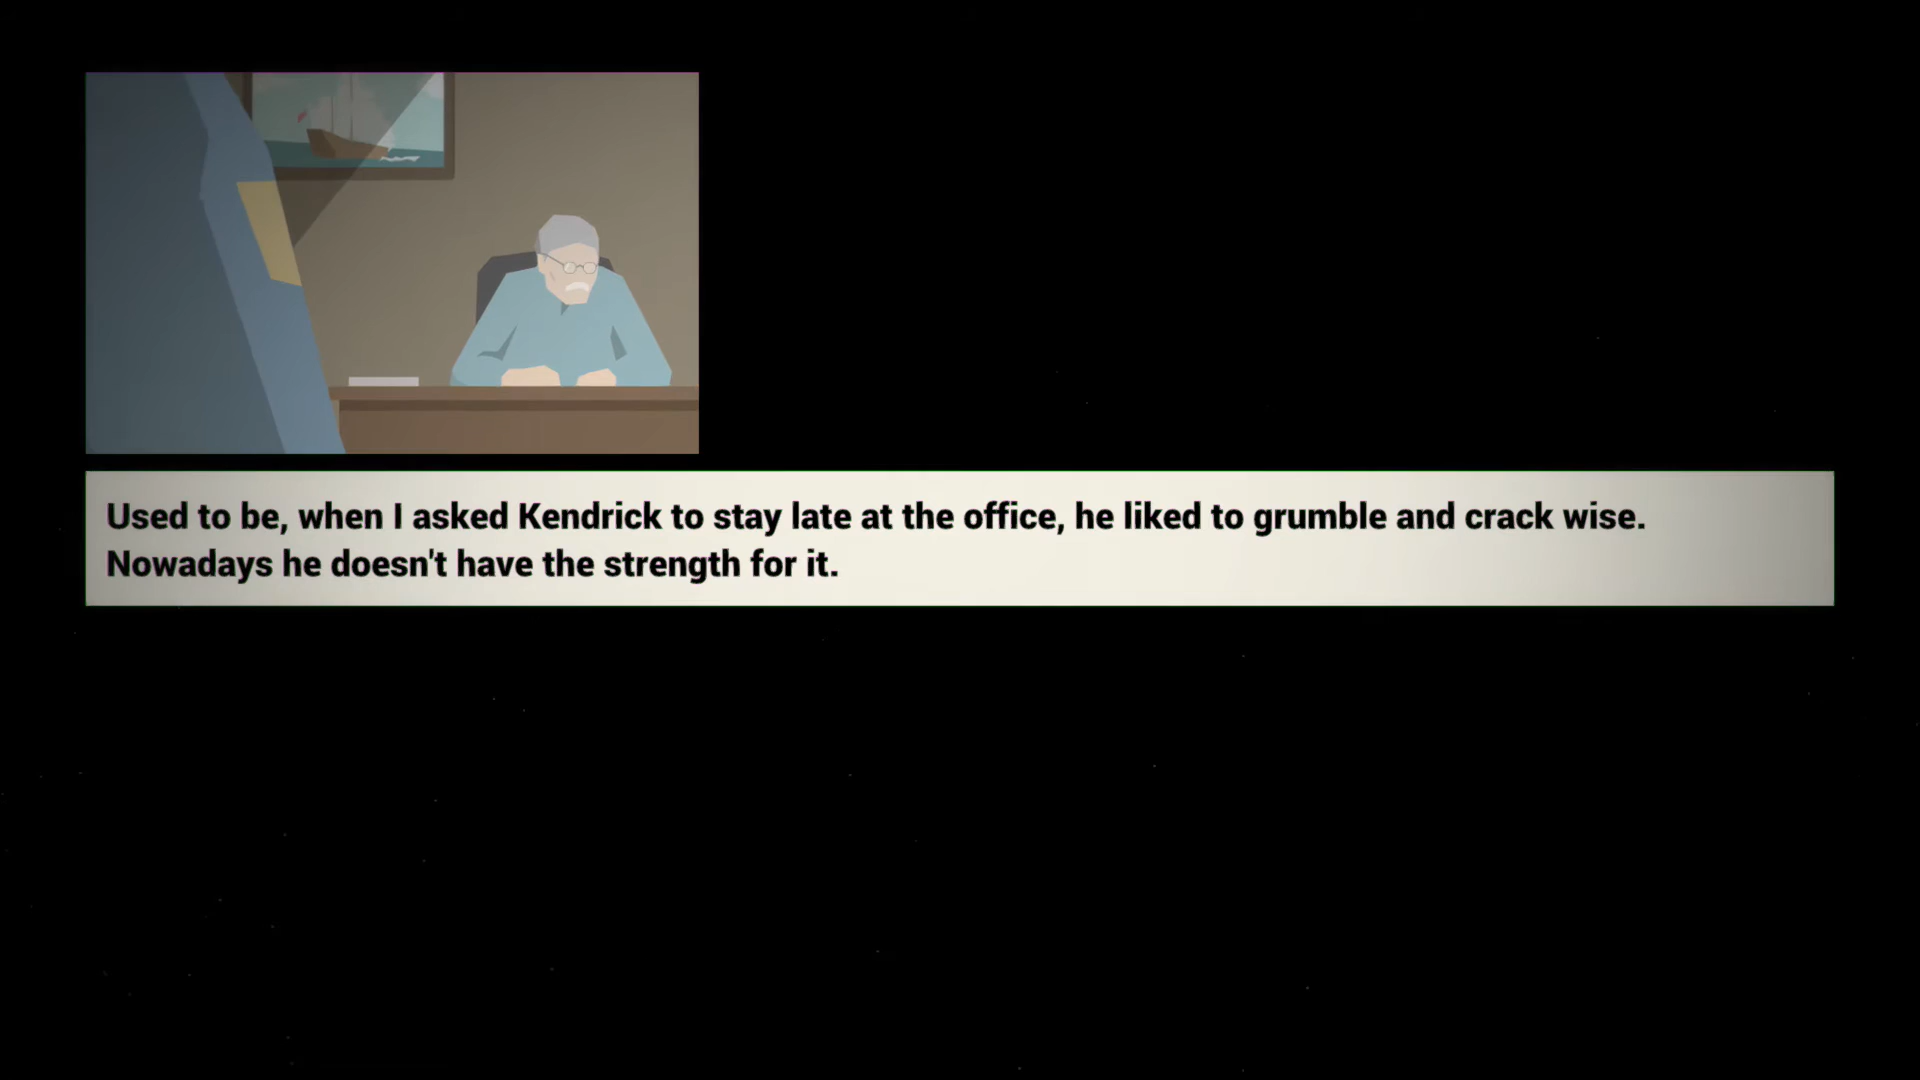 Used to be, when I asked Kendrick to stay late at the office, he liked to grumble and crack wise.
Nowadays he doesn't have the strength for it.